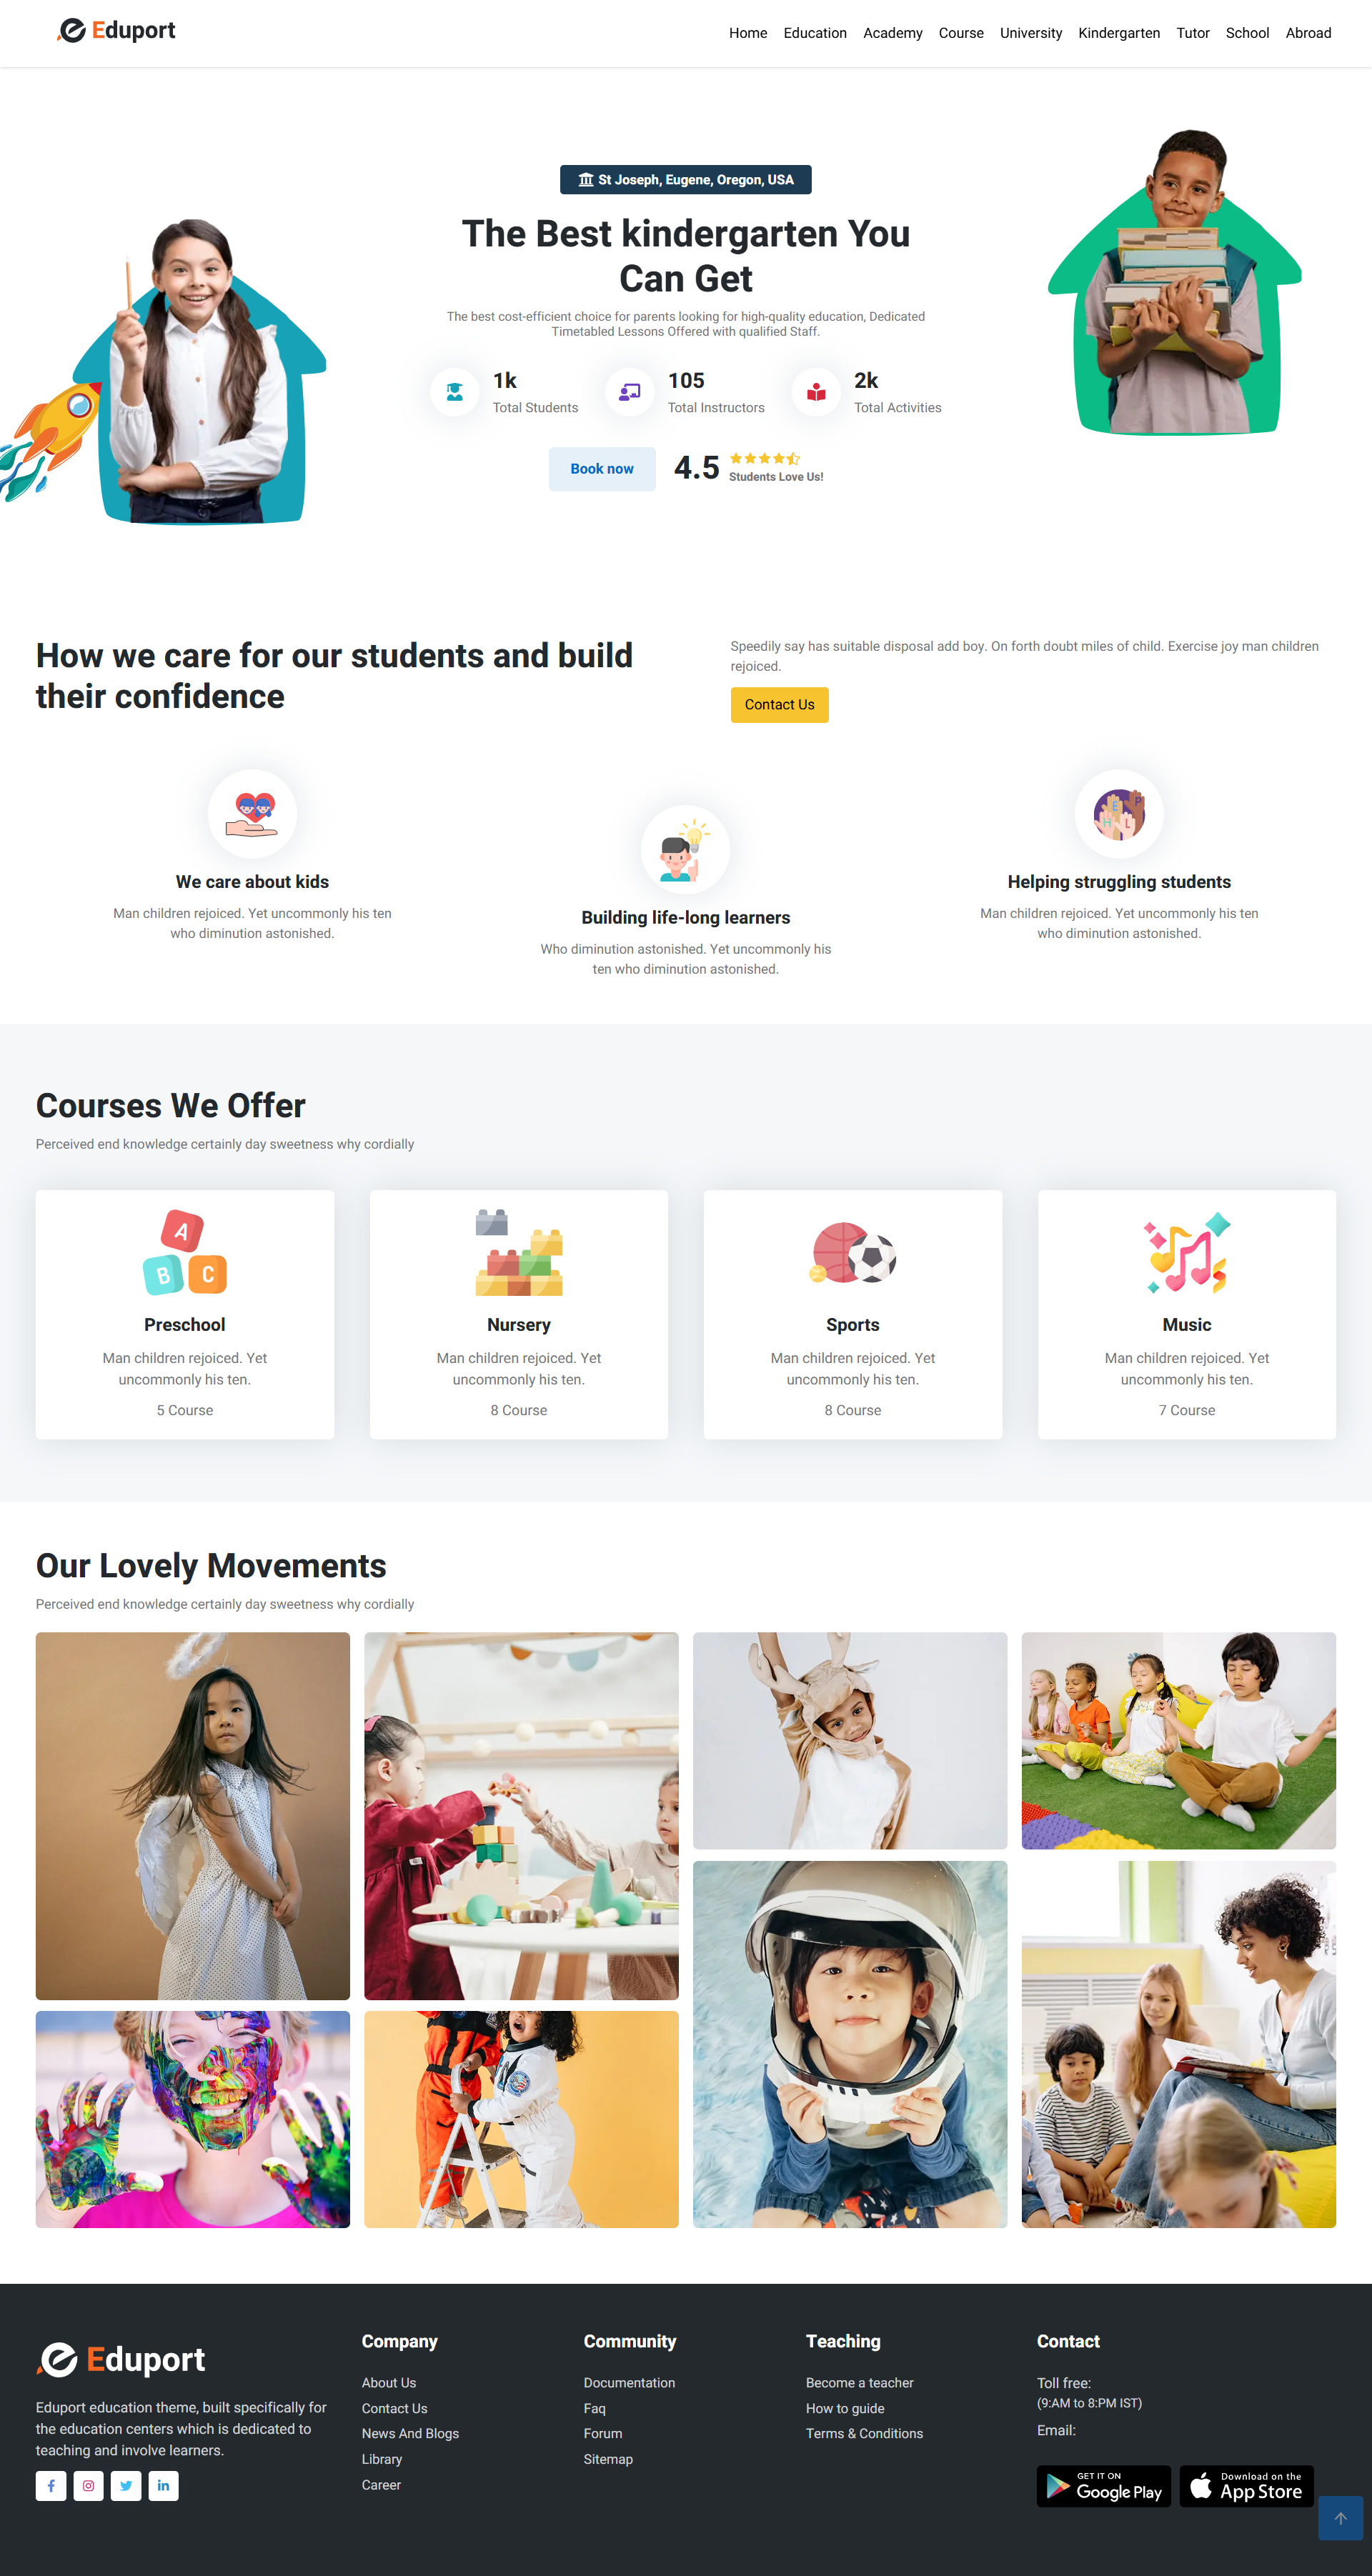 Eduport
Home Education Academy Course University Kindergarten Tutor School Abroad
St Joseph, Eugene, Oregon, USA
The Best kindergarten You
Can Get
The best cost-efficient choice for parents looking for high-quality education, Dedicated
Timetabled Lessons Offered with qualified Staff.
1k
Total Students
105
Total Instructors
2k
Total Activities
Book now
4.5
Students Love Us!
How we care for our students and build
their confidence
Speedily say has suitable disposal add boy. On forth doubt miles of child. Exercise joy man children
rejoiced.
Contact Us
We care about kids
Man children rejoiced. Yet uncommonly his ten
who diminution astonished.
Building life-long learners
Who diminution astonished. Yet uncommonly his
ten who diminution astonished.
H E L P
Helping struggling students
Man children rejoiced. Yet uncommonly his ten
who diminution astonished.
Courses We Offer
Perceived end knowledge certainly day sweetness why cordially
A
B C
Preschool
Man children rejoiced. Yet
uncommonly his ten.
5 Course
Nursery
Man children rejoiced. Yet
uncommonly his ten.
8 Course
Sports
Man children rejoiced. Yet
uncommonly his ten.
8 Course
Music
Man children rejoiced. Yet
uncommonly his ten.
7 Course
Our Lovely Movements
Perceived end knowledge certainly day sweetness why cordially
Eduport
Eduport education theme, built specifically for
the education centers which is dedicated to
teaching and involve learners.
Company
About Us
Contact Us
News And Blogs
Library
Career
Community
Documentation
Faq
Forum
Sitemap
Teaching
Become a teacher
How to guide
Terms & Conditions
Contact
Toll free:
(9:AM to 8:PM IST)
Email:
GET IT ON
Google Play
Download on the
App Store